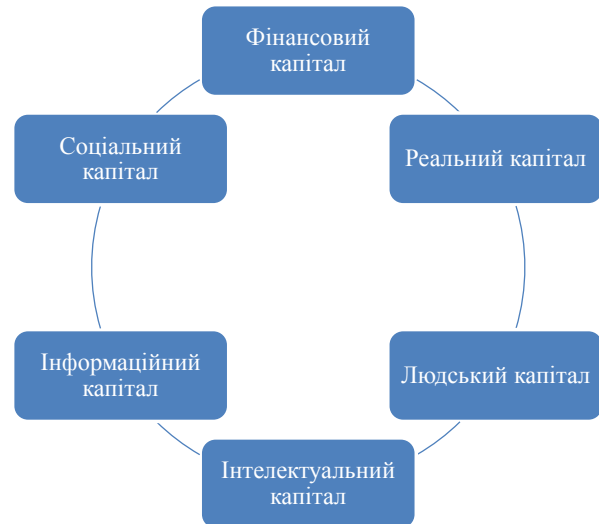 Фінансовий
капітал
Реальний капітал
Людський капітал
Інтелектуальний
капітал
Інформаційний
капітал
Соціальний
капітал